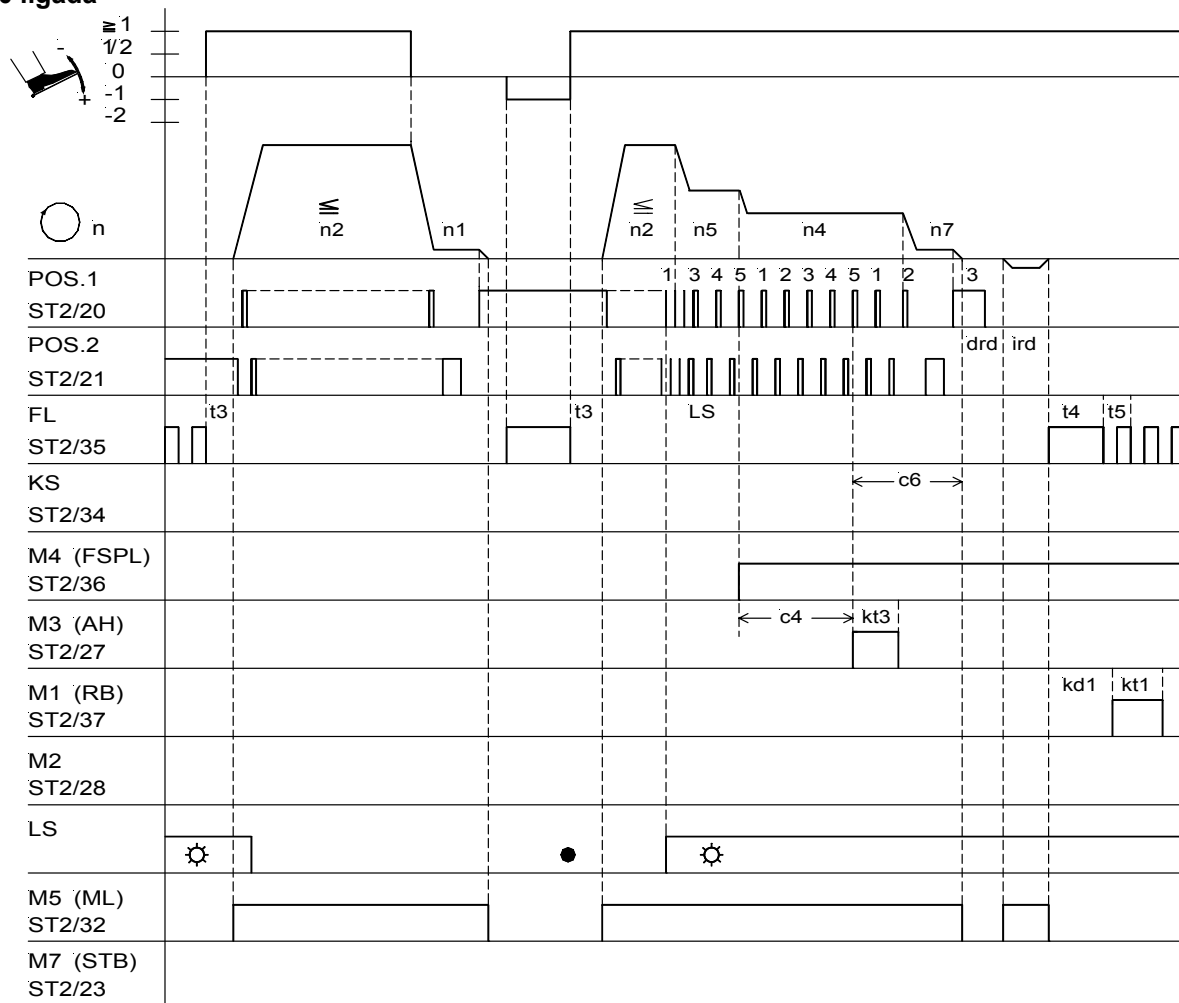 ligada
≧ 1
1/2
0
-1
-2
-
+
n
≦
n2
n1
≦
n2
n5
n4
n7
POS.1
ST2/20
1 3 4 5 1 2 3 4 5 1 2 3
POS.2
ST2/21
drd ird
FL
ST2/35
t3
t3
LS
t4
t5
KS
ST2/34
c6
M4 (FSPL)
ST2/36
M3 (AH)
ST2/27
c4
kt3
M1 (RB)
ST2/37
kd1
kt1
M2
ST2/28
LS
M5 (ML)
ST2/32
M7 (STB)
ST2/23